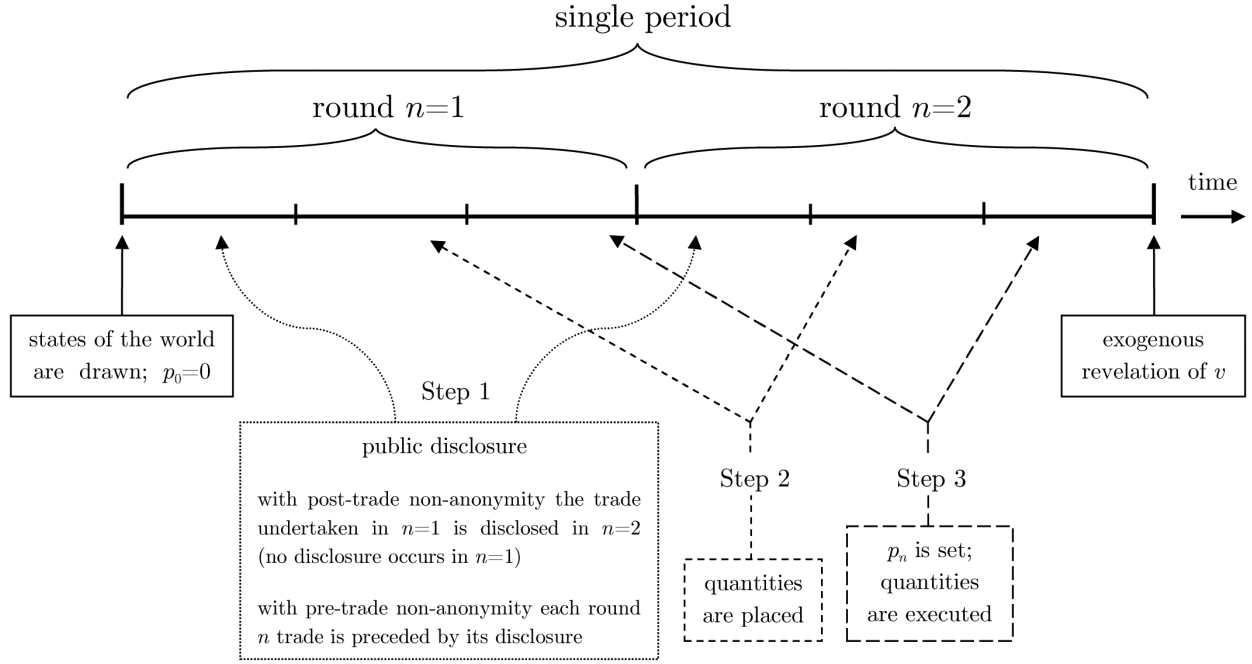 single period
round n=1
round n=2
time
states of the world
are drawn; p₀=0
exogenous
revelation of v
Step 1
public disclosure
with post-trade non-anonymity the trade
undertaken in n=1 is disclosed in n=2
(no disclosure occurs in n=1)
with pre-trade non-anonymity each round
n trade is preceded by its disclosure
Step 2
quantities
are placed
Step 3
pₙ is set;
quantities
are executed